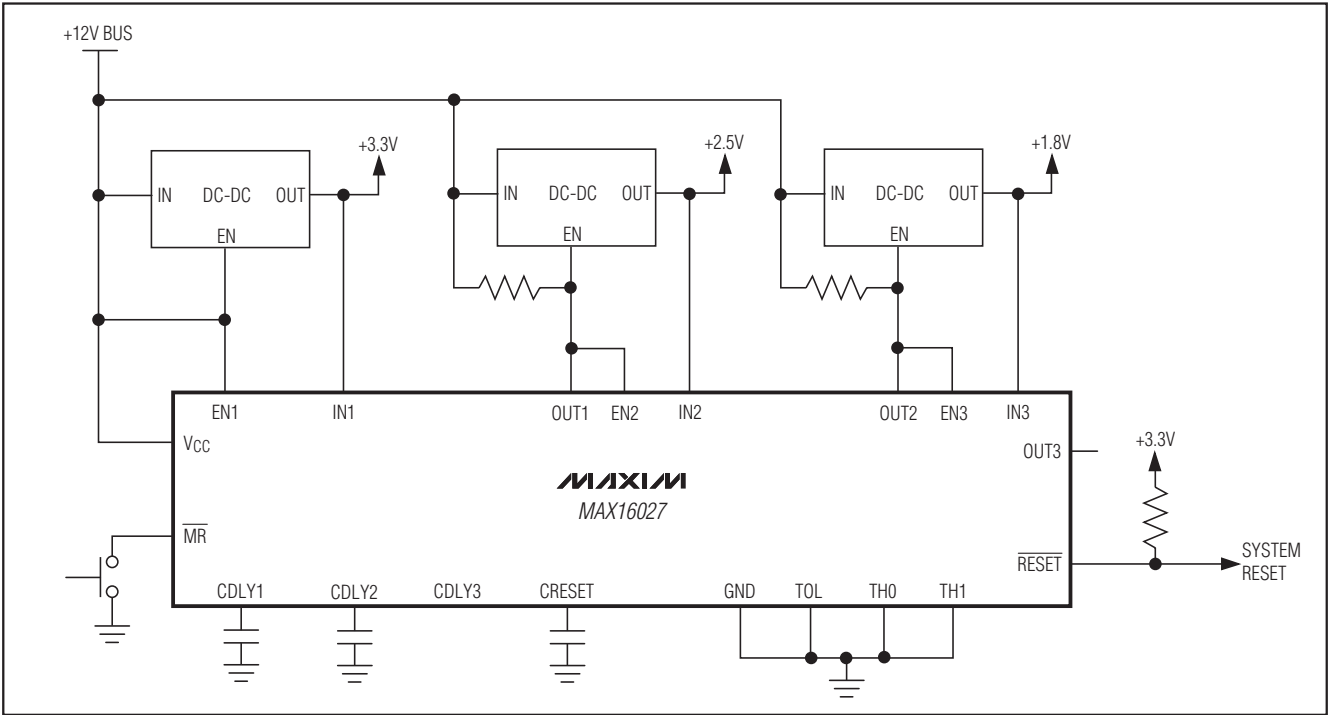 +12V BUS
+3.3V
+2.5V
+1.8V
IN DC-DC OUT
EN
IN DC-DC OUT
EN
IN DC-DC OUT
EN
EN1 IN1 OUT1 EN2 IN2 OUT2 EN3 IN3
VCC
OUT3
+3.3V
MAXIM
MAX16027
MR
RESET
SYSTEM
RESET
CDLY1 CDLY2 CDLY3 CRESET GND TOL TH0 TH1